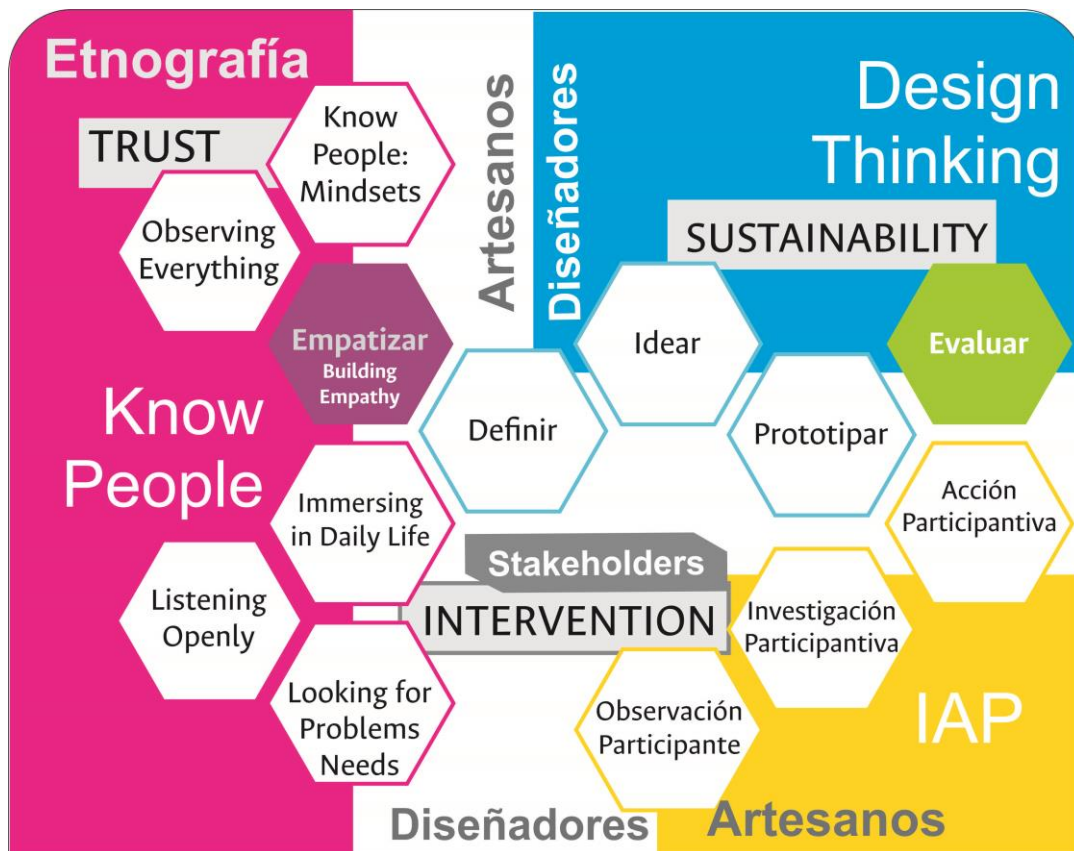 Etnografía
TRUST
Know
People:
Mindsets
Observing
Everything
Empatizar
Building
Empathy
Know
People
Immersing
in Daily Life
Listening
Openly
Looking for
Problems
Needs
Artesanos
Diseñadores
Design
Thinking
SUSTAINABILITY
Definir
Idear
Prototipar
Evaluar
Stakeholders
INTERVENTION
Acción
Participantiva
Investigación
Participantiva
Observación
Participante
IAP
Diseñadores
Artesanos